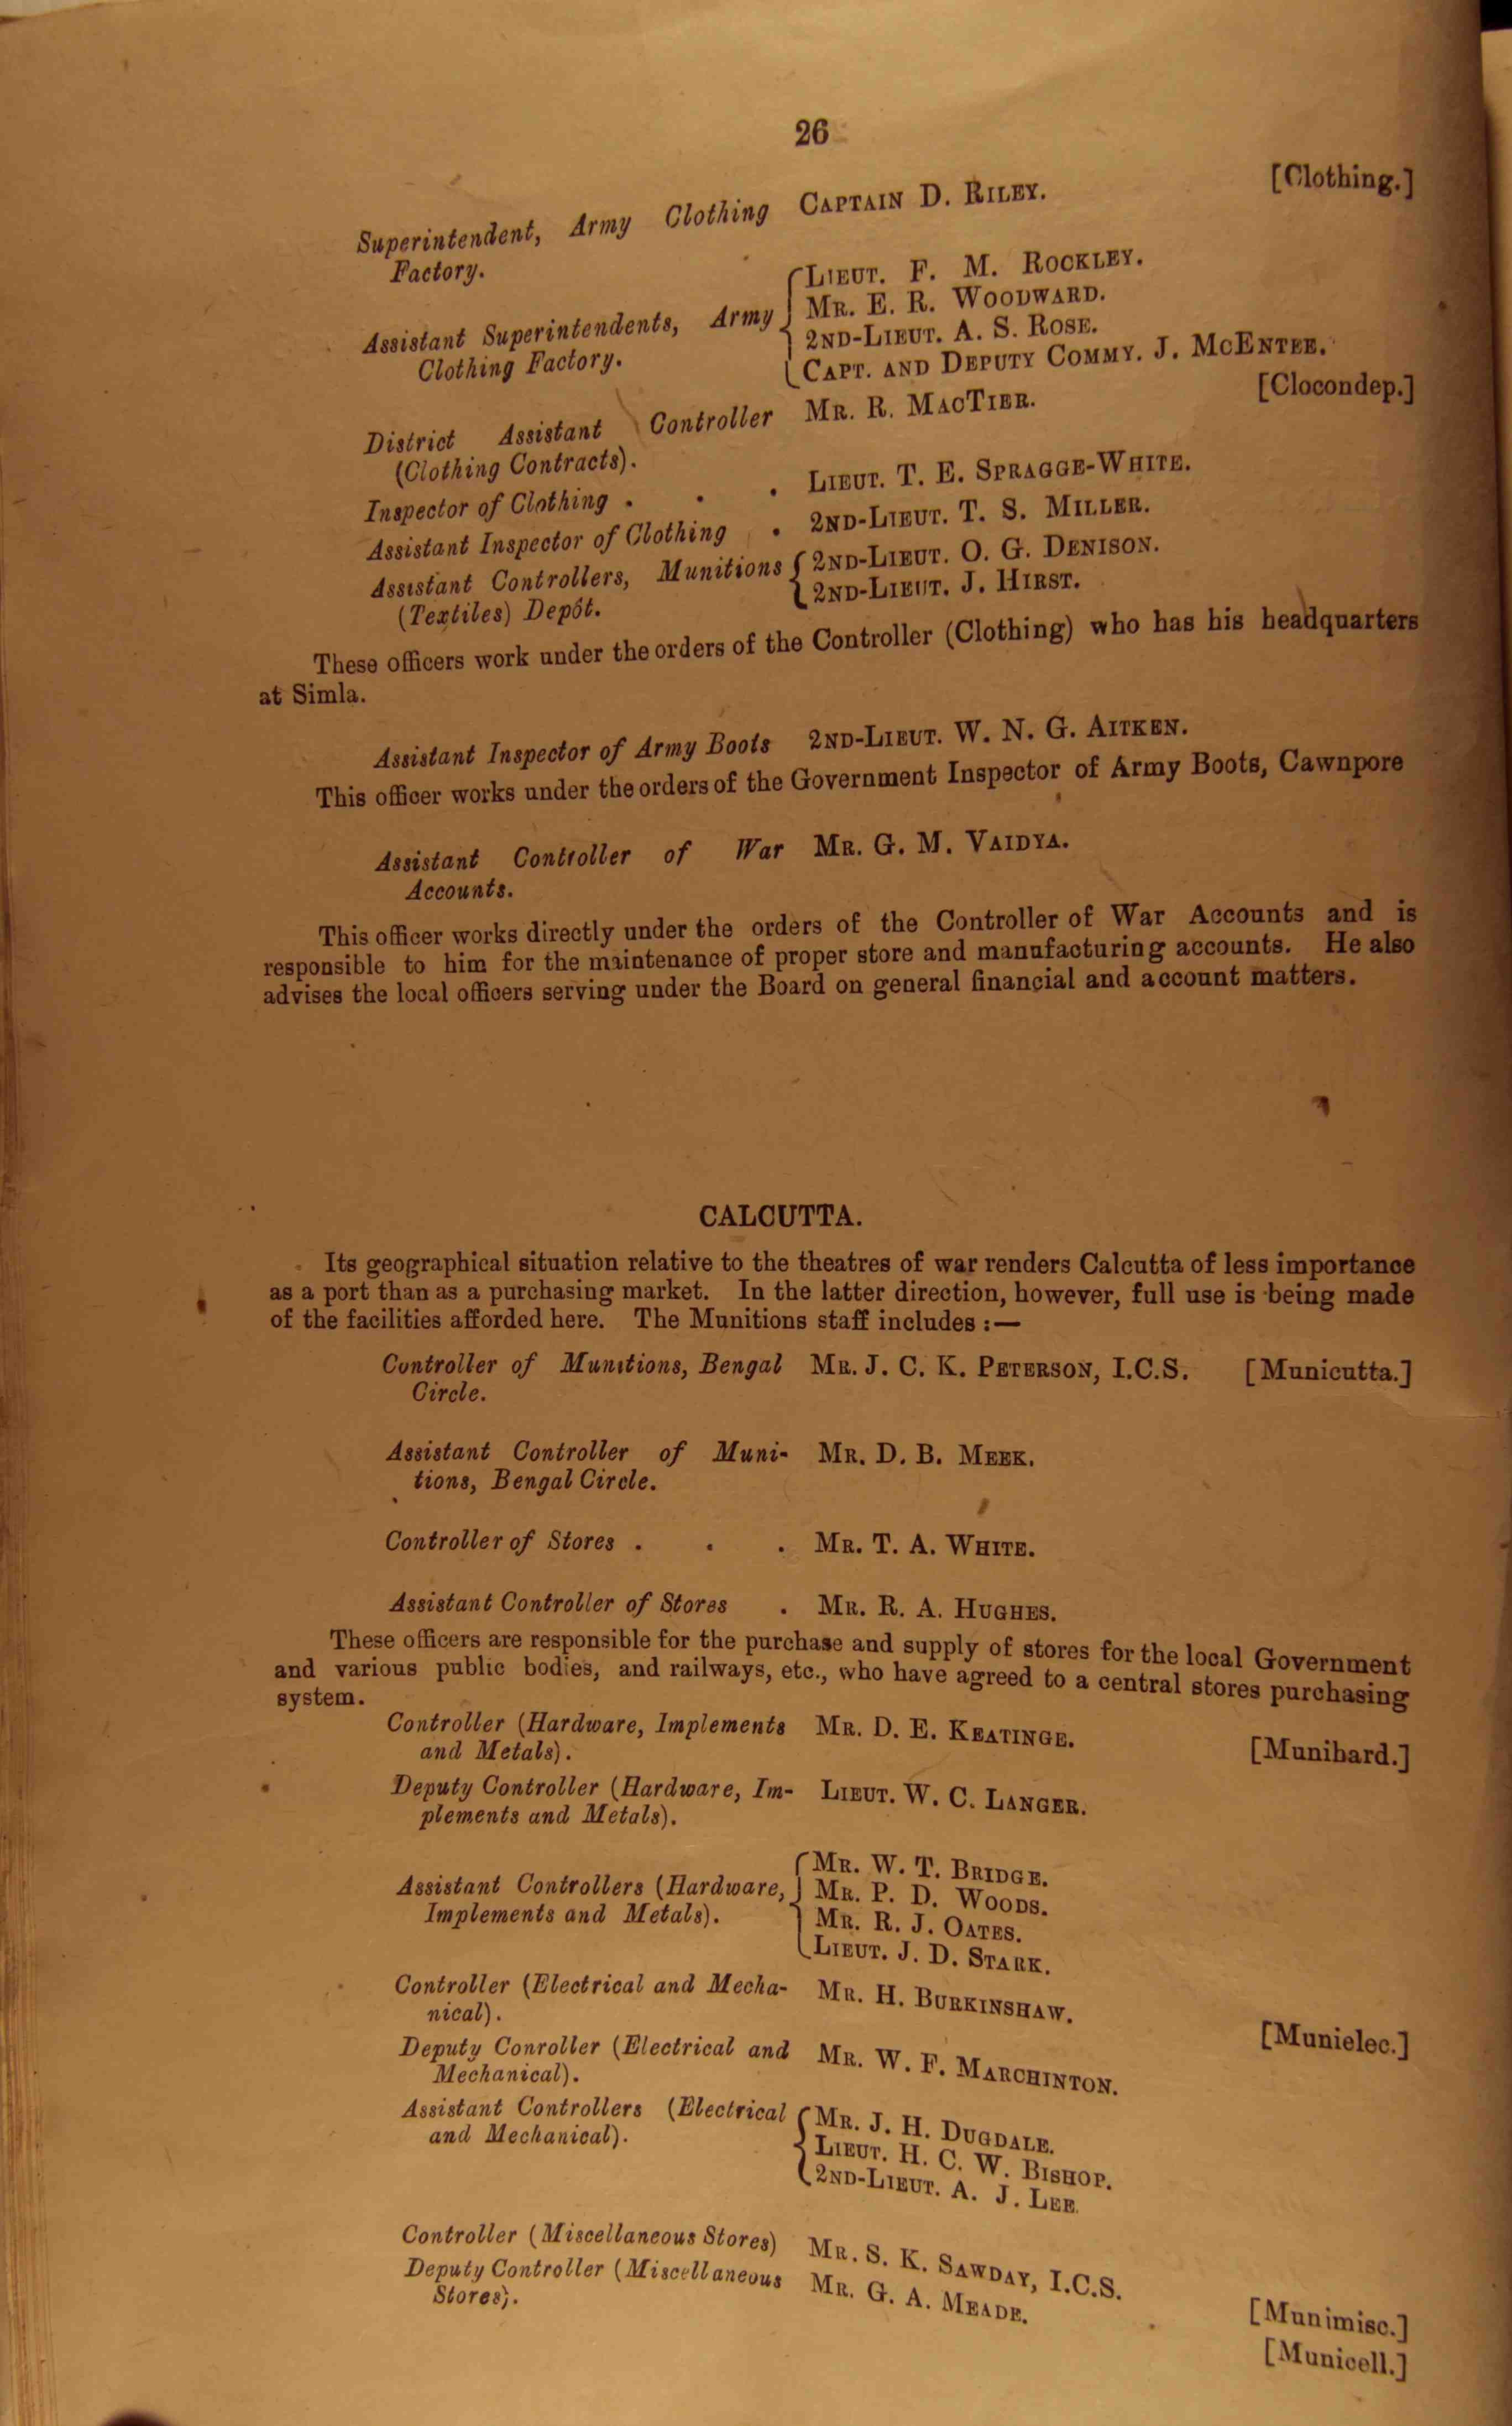 26
Superintendent, Army Clothing CAPTAIN D. RILEY. [Clothing.]
Factory.
{LIEUT. F. M. ROCKLEY.
MR. E. R. WOODWARD.
Assistant Superintendents, Army 2ND-LIEUT. A. S. ROSE.
Clothing Factory. CAPT. AND DEPUTY COMMY. J. MCENTEE.
District Assistant Controller MR. R. MACTIER. [Clocondep.]
(Clothing Contracts).
Inspector of Clothing . . . LIEUT. T. E. SPRAGGE-WHITE.
Assistant Inspector of Clothing . 2ND-LIEUT. T. S. MILLER.
Assistant Controllers, Munitions {2ND-LIEUT. O. G. DENISON.
(Textiles) Depôt. 2ND-LIEUT. J. HIRST.
These officers work under the orders of the Controller (Clothing) who has his headquarters
at Simla.
Assistant Inspector of Army Boots 2ND-LIEUT. W. N. G. AITKEN.
This officer works under the orders of the Government Inspector of Army Boots, Cawnpore
Assistant Controller of War MR. G. M. VAIDYA.
Accounts.
This officer works directly under the orders of the Controller of War Accounts and is
responsible to him for the maintenance of proper store and manufacturing accounts. He also
advises the local officers serving under the Board on general financial and account matters.
CALCUTTA.
Its geographical situation relative to the theatres of war renders Calcutta of less importance
as a port than as a purchasing market. In the latter direction, however, full use is being made
of the facilities afforded here. The Munitions staff includes :—
Controller of Munitions, Bengal MR. J. C. K. PETERSON, I.C.S. [Municutta.]
Circle.
Assistant Controller of Muni- MR. D. B. MEEK.
tions, Bengal Circle.
Controller of Stores . . . MR. T. A. WHITE.
Assistant Controller of Stores . MR. R. A. HUGHES.
These officers are responsible for the purchase and supply of stores for the local Government
and various public bodies, and railways, etc., who have agreed to a central stores purchasing
system.
Controller (Hardware, Implements MR. D. E. KEATINGE. [Munihard.]
and Metals).
Deputy Controller (Hardware, Im- LIEUT. W. C. LANGER.
plements and Metals).
{MR. W. T. BRIDGE.
Assistant Controllers (Hardware, MR. P. D. WOODS.
Implements and Metals). MR. R. J. OATES.
LIEUT. J. D. STARK.
Controller (Electrical and Mecha- MR. H. BURKINSHAW. [Munielec.]
nical).
Deputy Conroller (Electrical and MR. W. F. MARCHINTON.
Mechanical).
Assistant Controllers (Electrical {MR. J. H. DUGDALE.
and Mechanical). LIEUT. H. C. W. BISHOP.
2ND-LIEUT. A. J. LEE.
Controller (Miscellaneous Stores) MR. S. K. SAWDAY, I.C.S. [Munimisc.]
Deputy Controller (Miscellaneous MR. G. A. MEADE. [Municell.]
Stores).